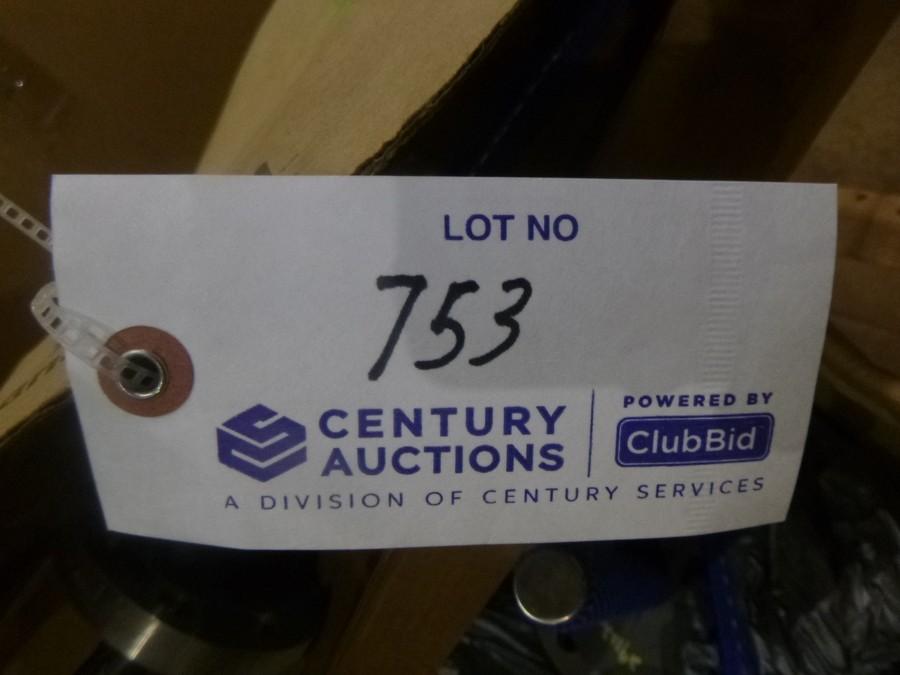 LOT NO
753
CENTURY
AUCTIONS
POWERED BY
ClubBid
A DIVISION OF CENTURY SERVICES